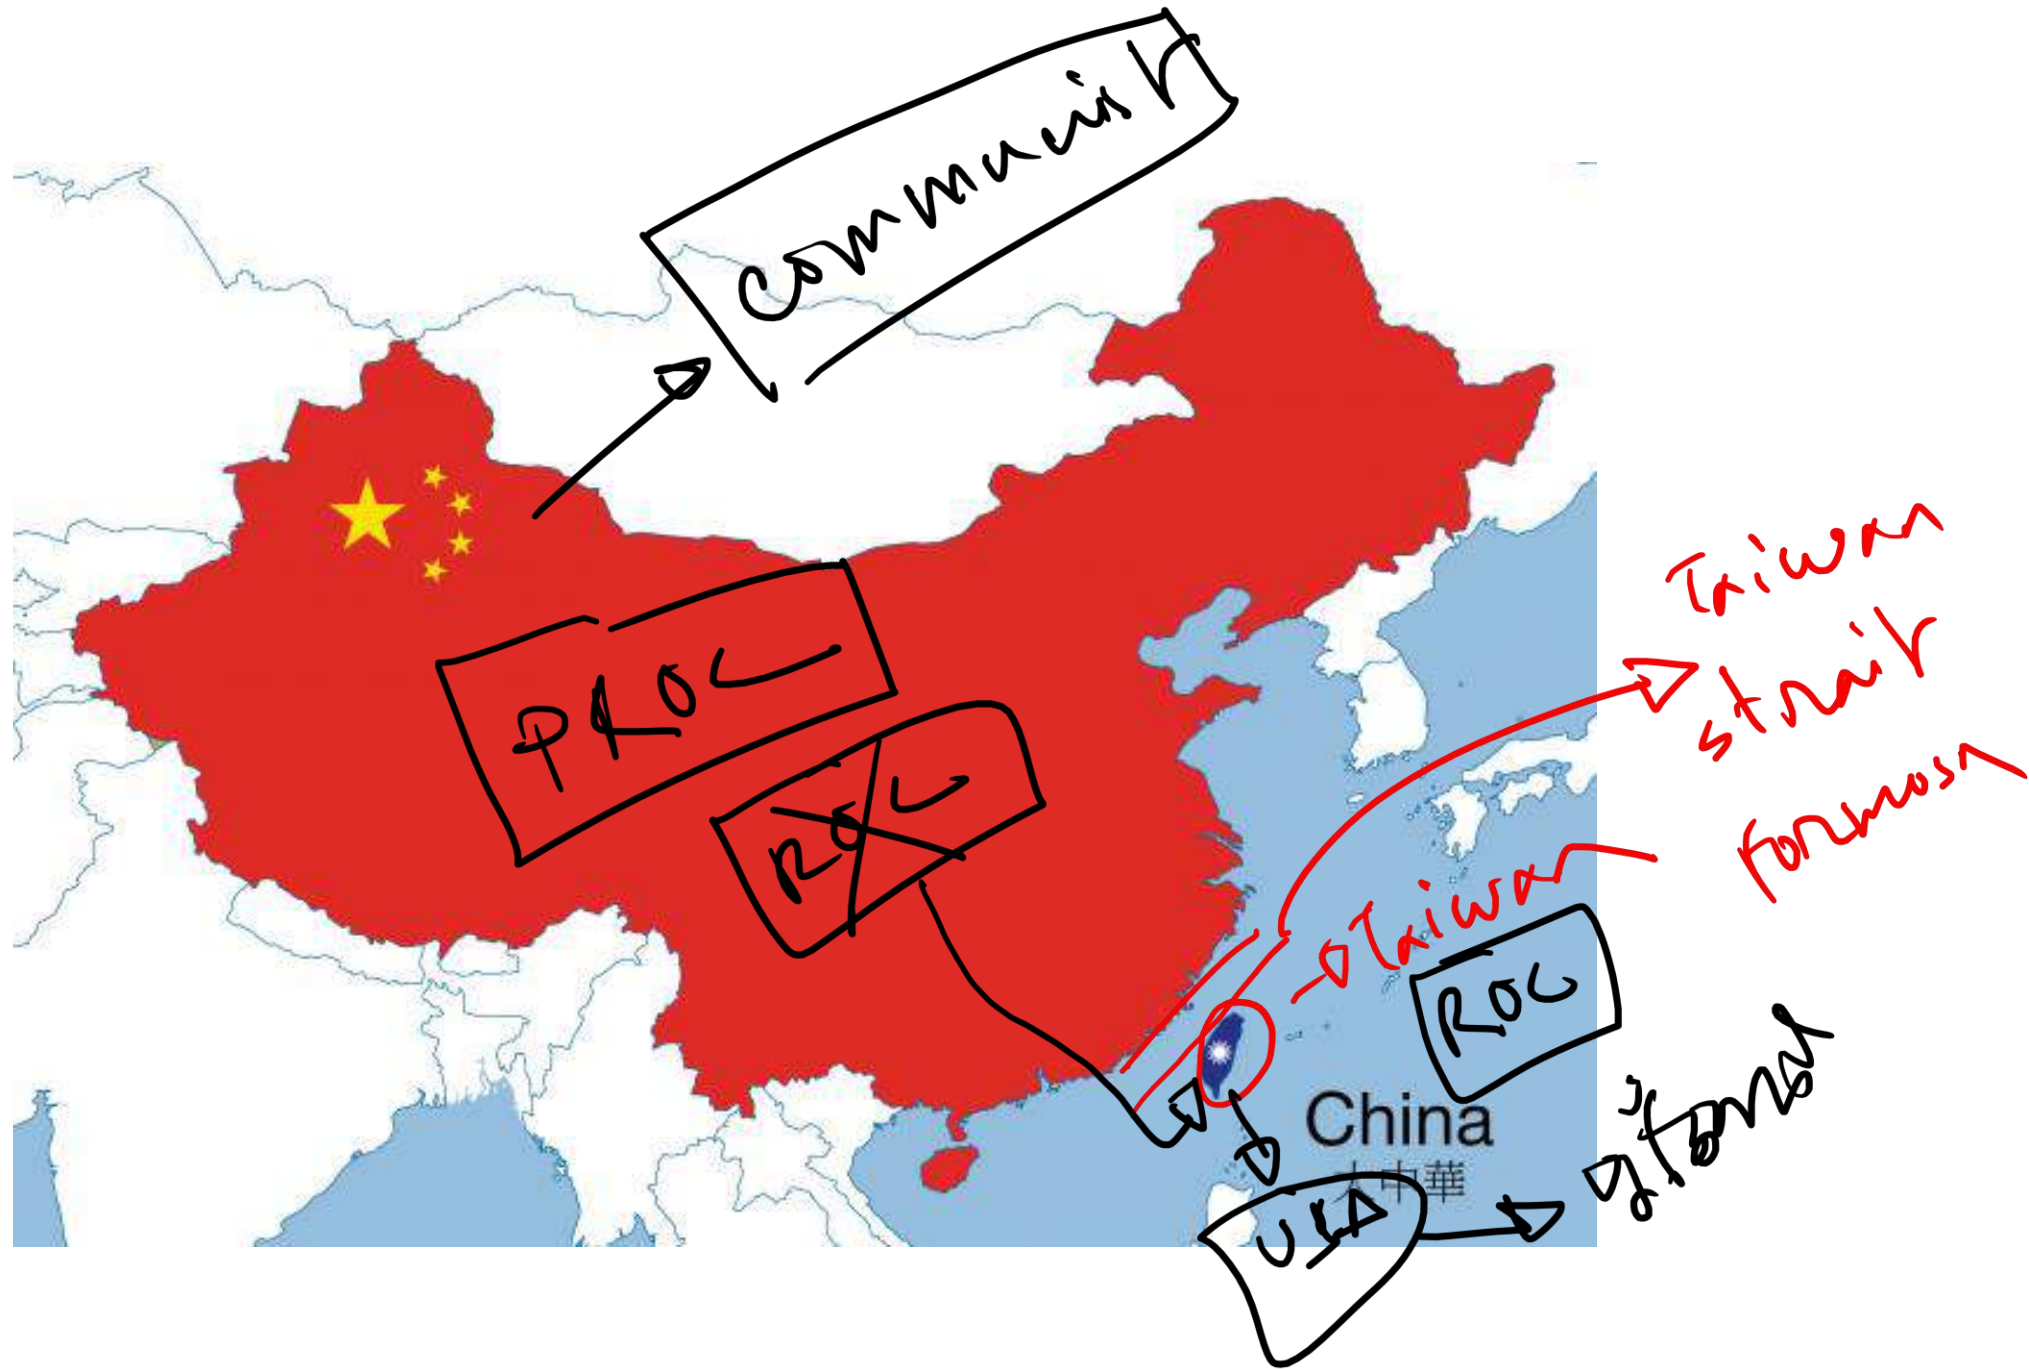 communist
PROC
ROC
Taiwan
strait
Formosa
Taiwan
ROC
China
大中華
USA